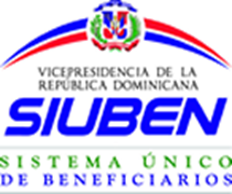 VICEPRESIDENCIA DE LA
REPÚBLICA DOMINICANA
SIUBEN
SISTEMA ÚNICO
DE BENEFICIARIOS